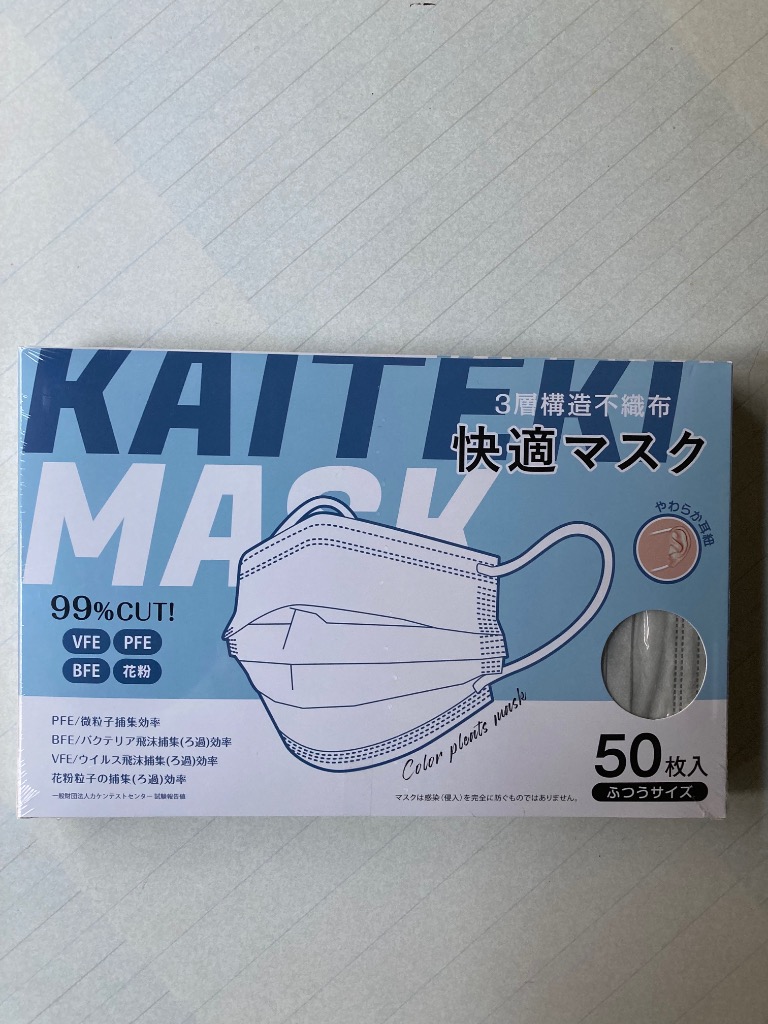 KAITEKI
MASK
3層構造不織布
快適マスク
やわらか耳紐
99%CUT!
VFE PFE
BFE 花粉
PFE/微粒子捕集効率
BFE/バクテリア飛沫捕集(ろ過)効率
VFE/ウイルス飛沫捕集(ろ過)効率
花粉粒子の捕集(ろ過)効率
一般財団法人カケンテストセンター 試験報告値
Color pleats mask
マスクは感染(侵入)を完全に防ぐものではありません。
50枚入
ふつうサイズ